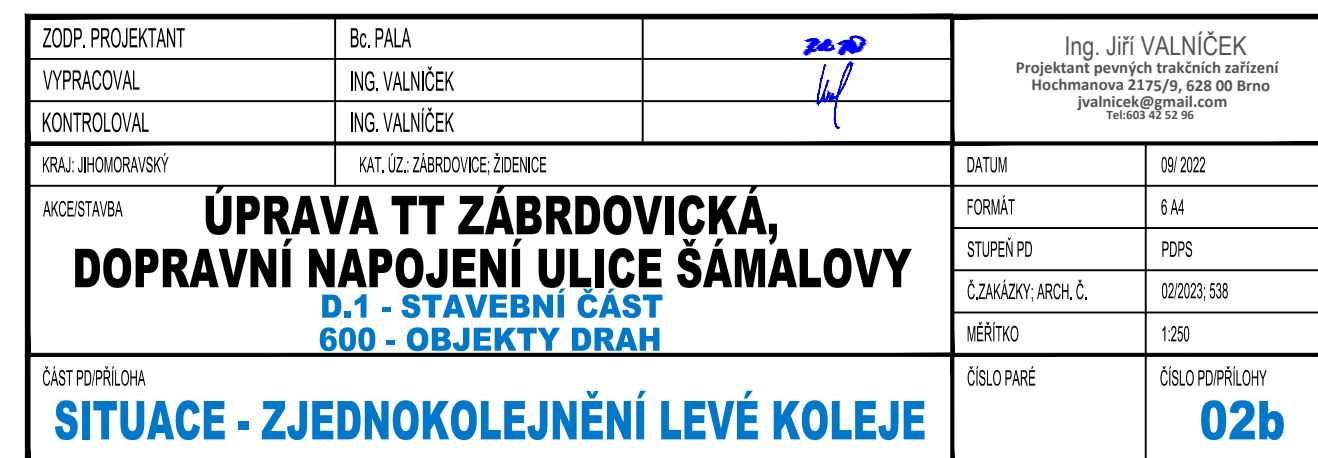 ZODP. PROJEKTANT Bc. PALA
VYPRACOVAL ING. VALNÍČEK
KONTROLOVAL ING. VALNÍČEK
Ing. Jiří VALNÍČEK
Projektant pevných trakčních zařízení
Hochmanova 2175/9, 628 00 Brno
jvalnicek@gmail.com
Tel:603 42 52 96
KRAJ: JIHOMORAVSKÝ KAT. ÚZ.: ZÁBRDOVICE; ŽIDENICE
AKCE/STAVBA
ÚPRAVA TT ZÁBRDOVICKÁ,
DOPRAVNÍ NAPOJENÍ ULICE ŠÁMALOVY
D.1 - STAVEBNÍ ČÁST
600 - OBJEKTY DRAH
DATUM 09/ 2022
FORMÁT 6 A4
STUPEŇ PD PDPS
Č.ZAKÁZKY; ARCH. Č. 02/2023; 538
MĚŘÍTKO 1:250
ČÁST PD/PŘÍLOHA
SITUACE - ZJEDNOKOLEJNĚNÍ LEVÉ KOLEJE
ČÍSLO PARÉ
ČÍSLO PD/PŘÍLOHY
02b